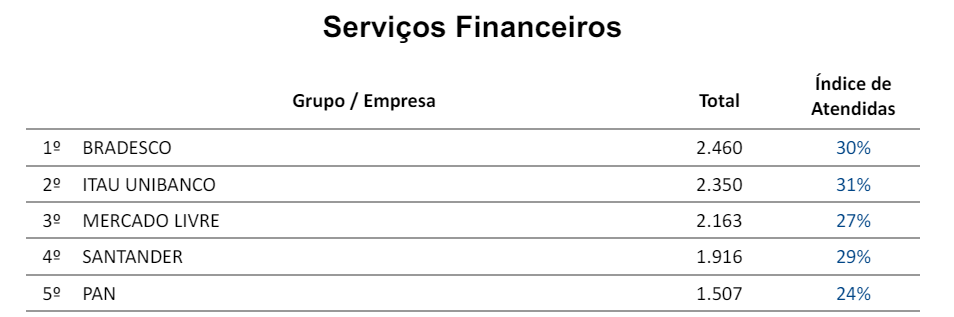 Serviços Financeiros
Grupo / Empresa Total Índice de Atendidas
1º BRADESCO 2.460 30%
2º ITAU UNIBANCO 2.350 31%
3º MERCADO LIVRE 2.163 27%
4º SANTANDER 1.916 29%
5º PAN 1.507 24%